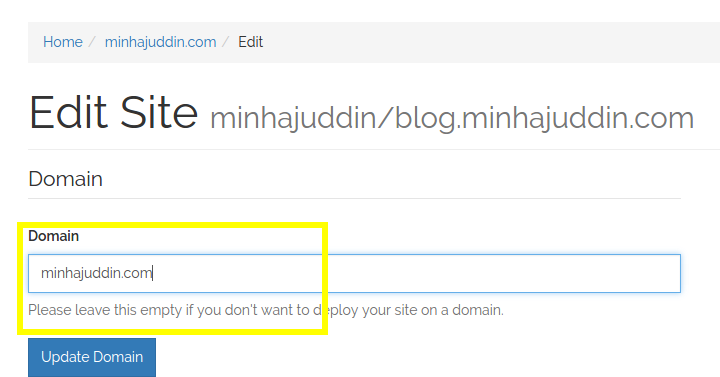 Home / minhajuddin.com / Edit
Edit Site minhajuddin/blog.minhajuddin.com
Domain
Domain
minhajuddin.com
Please leave this empty if you don't want to deploy your site on a domain.
Update Domain